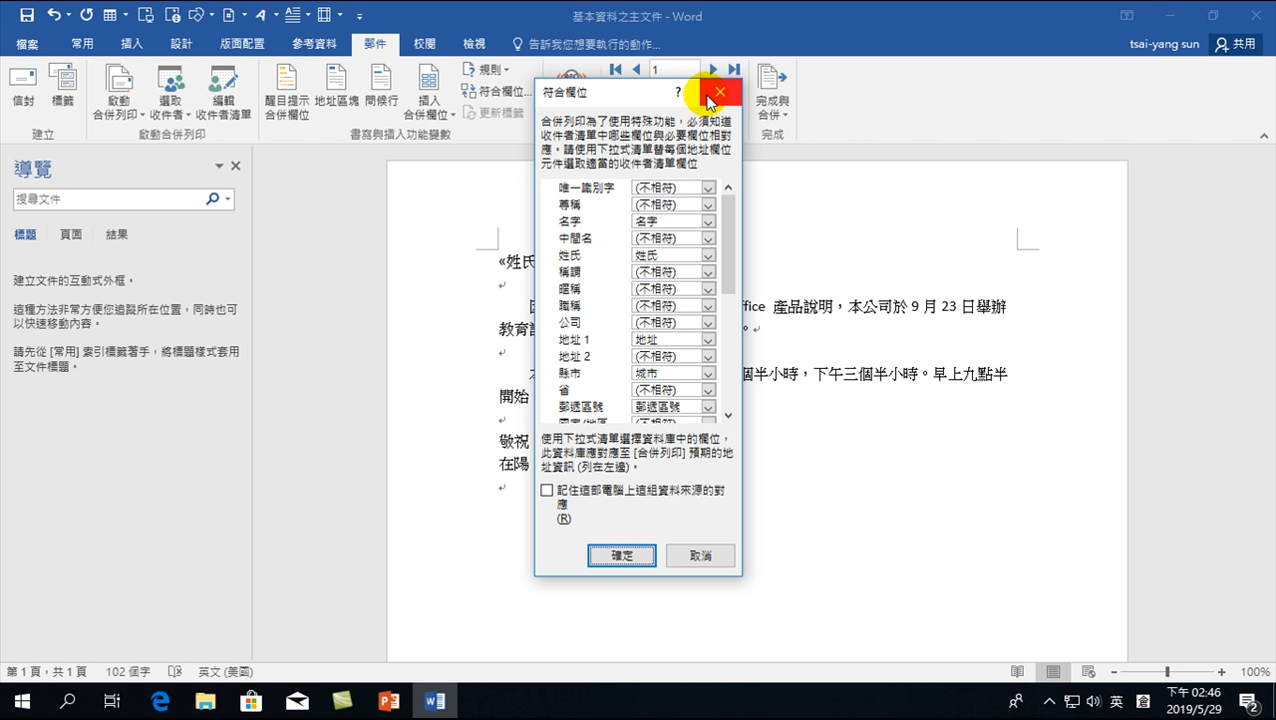 基本資料之主文件 - Word
檔案 常用 插入 設計 版面配置 參考資料 郵件 校閱 檢視 告訴我您想要執行的動作... tsai-yang sun 共用
信封 標籤 啟動合併列印 選取收件者 編輯收件者清單 醒目提示合併欄位 地址區塊 問候行 插入合併欄位 規則 符合欄位... 更新標籤 1 完成與合併
建立 啟動合併列印 書寫與插入功能變數 完成
導覽
搜尋文件
標題 頁面 結果
建立文件的互動式外框。
這種方法非常方便您追蹤所在位置，同時也可
以快速移動內容。
請先從 [常用] 索引標籤著手，將標題樣式套用
至文件標題。
«姓氏
ffice 產品說明，本公司於 9 月 23 日舉辦
教育
個半小時，下午三個半小時。早上九點半
開始
敬祝
在陽
符合欄位 ?
合併列印為了使用特殊功能，必須知道
收件者清單中哪些欄位與必要欄位相對
應。請使用下拉式清單替每個地址欄位
元件選取適當的收件者清單欄位
唯一識別字 (不相符)
尊稱 (不相符)
名字 名字
中間名 (不相符)
姓氏 姓氏
稱謂 (不相符)
暱稱 (不相符)
職稱 (不相符)
公司 (不相符)
地址 1 地址
地址 2 (不相符)
縣市 城市
省 (不相符)
郵遞區號 郵遞區號
國家/地區 (不相符)
使用下拉式清單選擇資料庫中的欄位，
此資料庫應對應至 [合併列印] 預期的地
址資訊 (列在左邊)。
記住這部電腦上這組資料來源的對
應
(R)
確定 取消
第 1 頁，共 1 頁 102 個字 英文 (美國) 100%
英 下午 02:46
2019/5/29 2